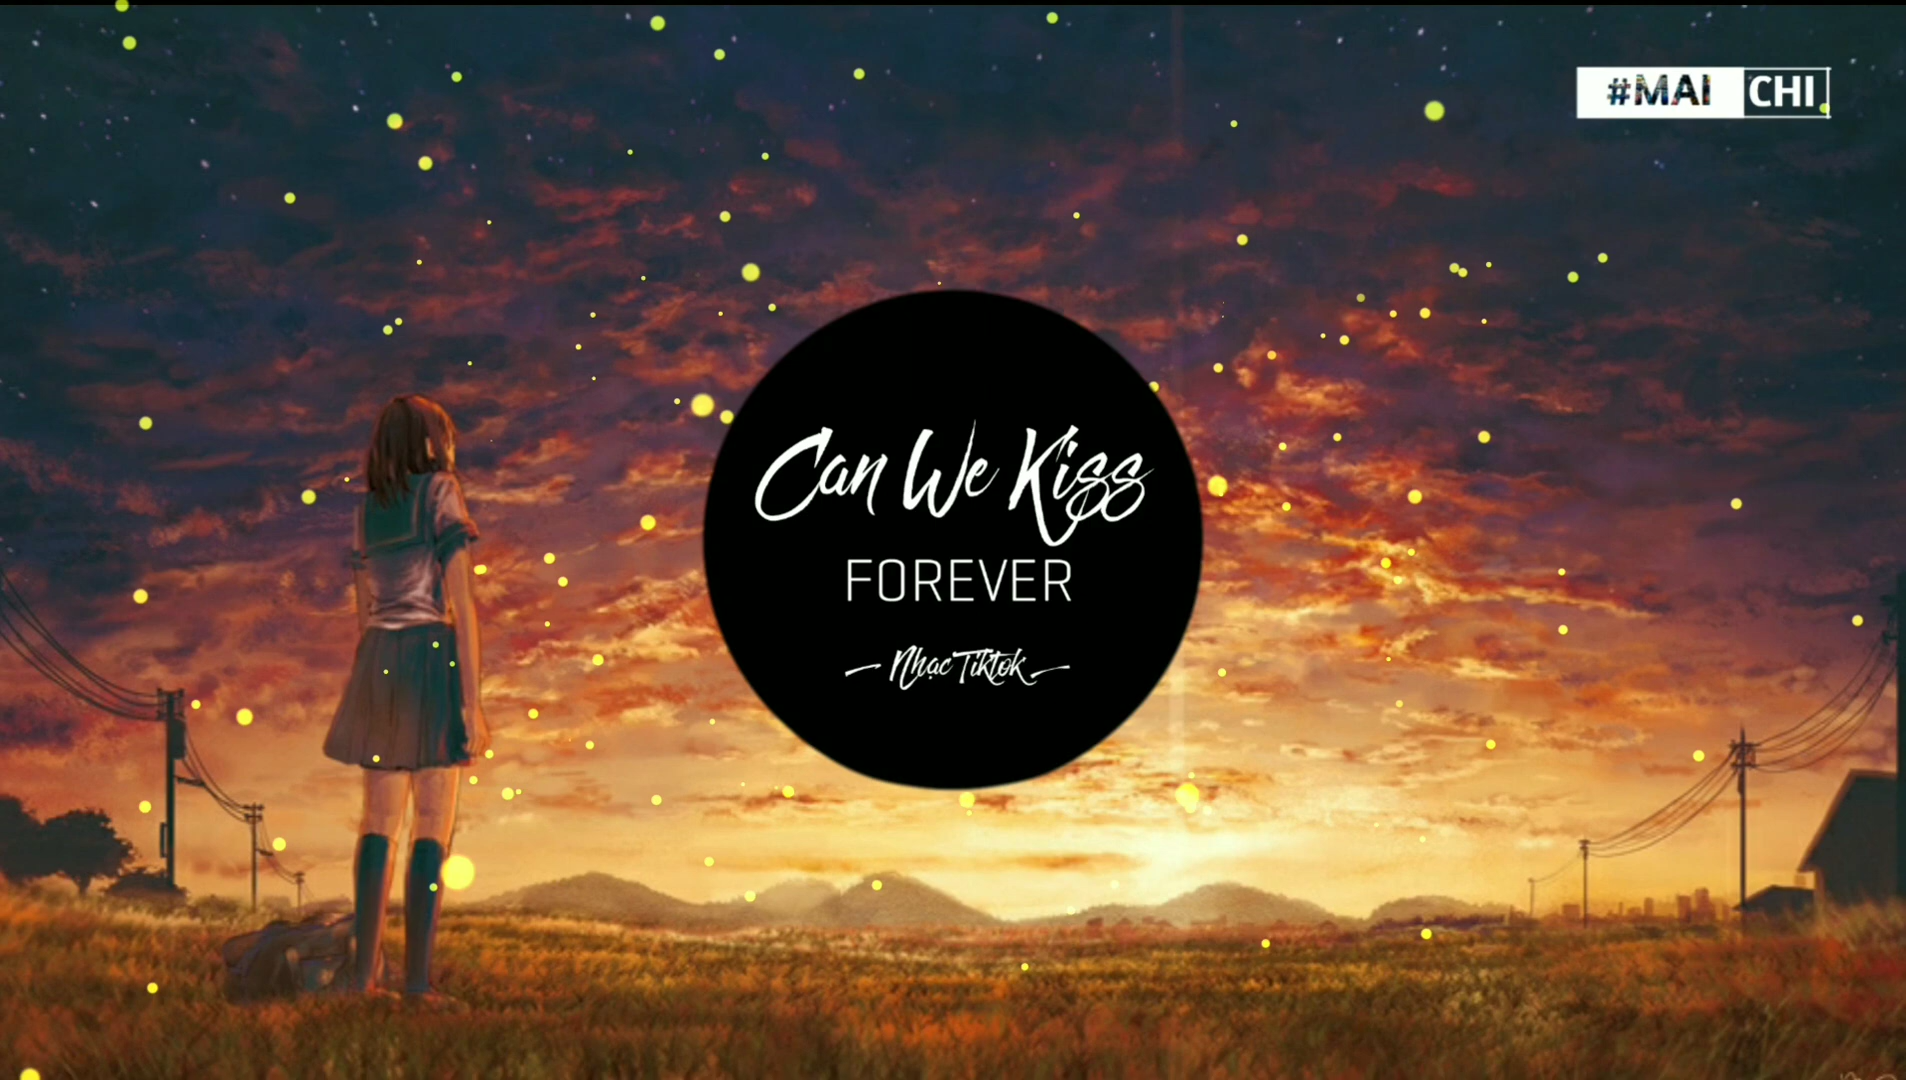 #MAI CHI
Can We Kiss
FOREVER
— Nhạc Tiktok —